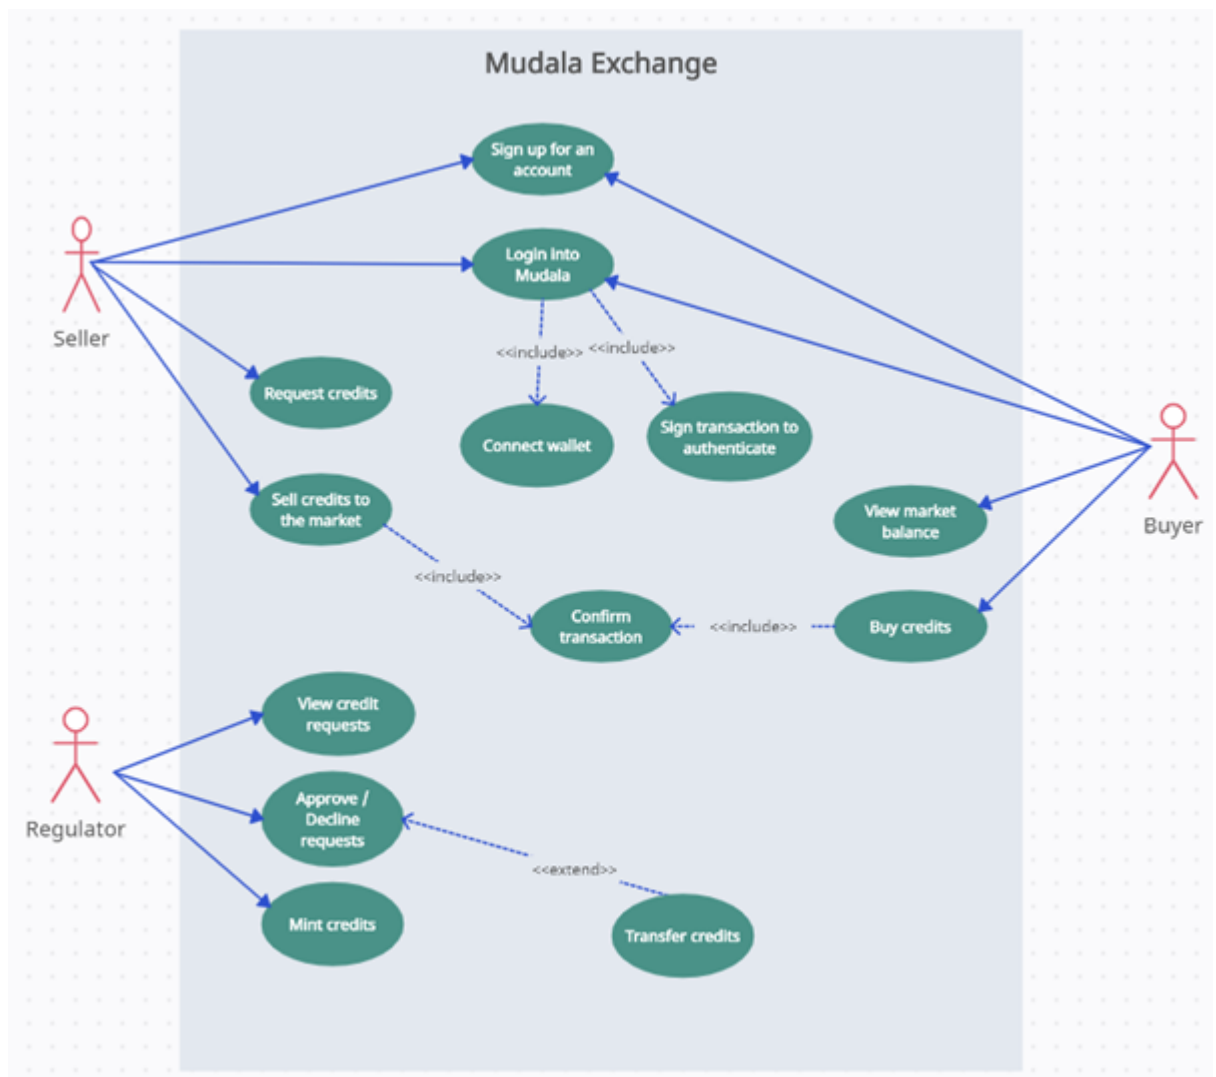 Mudala Exchange
Sign up for an
account
Login into
Mudala
Seller
<<include>>
<<include>>
Request credits
Connect wallet
Sign transaction to
authenticate
Sell credits to
the market
View market
balance
Buyer
<<include>>
Confirm
transaction
<<include>>
Buy credits
View credit
requests
Regulator
Approve /
Decline
requests
<<extend>>
Mint credits
Transfer credits